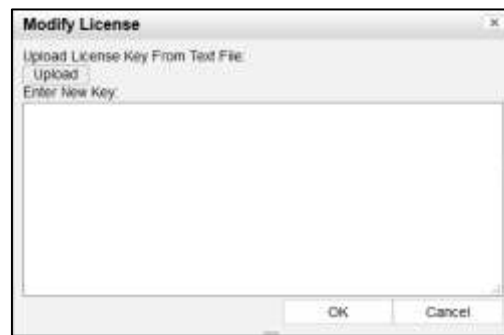 Modify License
Upload License Key From Text File:
Upload
Enter New Key:
OK Cancel